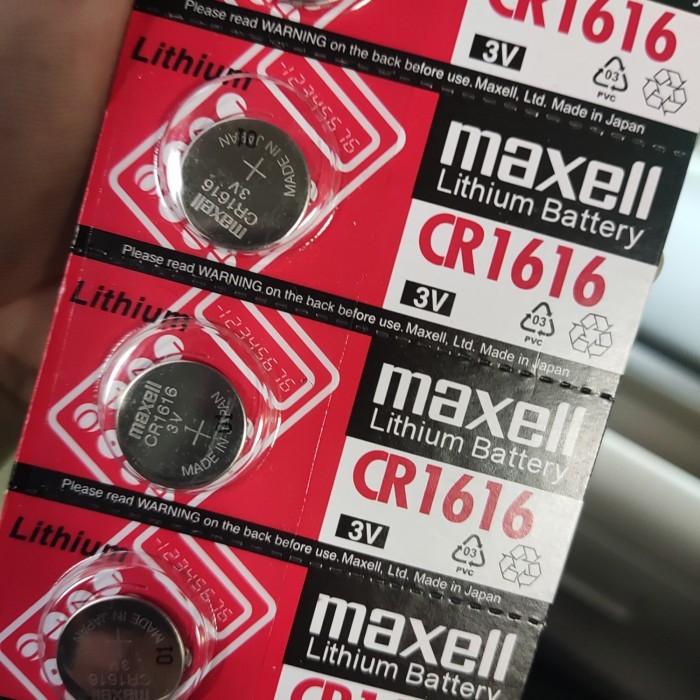 CR1616
3V
03
PVC
Please read WARNING on the back before use. Maxell, Ltd. Made in Japan
Lithium
maxell
Lithium Battery
MADE IN JAPAN
10
maxell
CR1616
3V
+
CR1616
3V
03
PVC
Please read WARNING on the back before use. Maxell, Ltd. Made in Japan
Lithium
maxell
Lithium Battery
maxell
CR1616
3V
+
MADE IN JAPAN
CR1616
3V
03
PVC
Please read WARNING on the back before use. Maxell, Ltd. Made in Japan
Lithium
maxell
Lithium Battery
MADE IN JAPAN
10
+
3V
CR1616